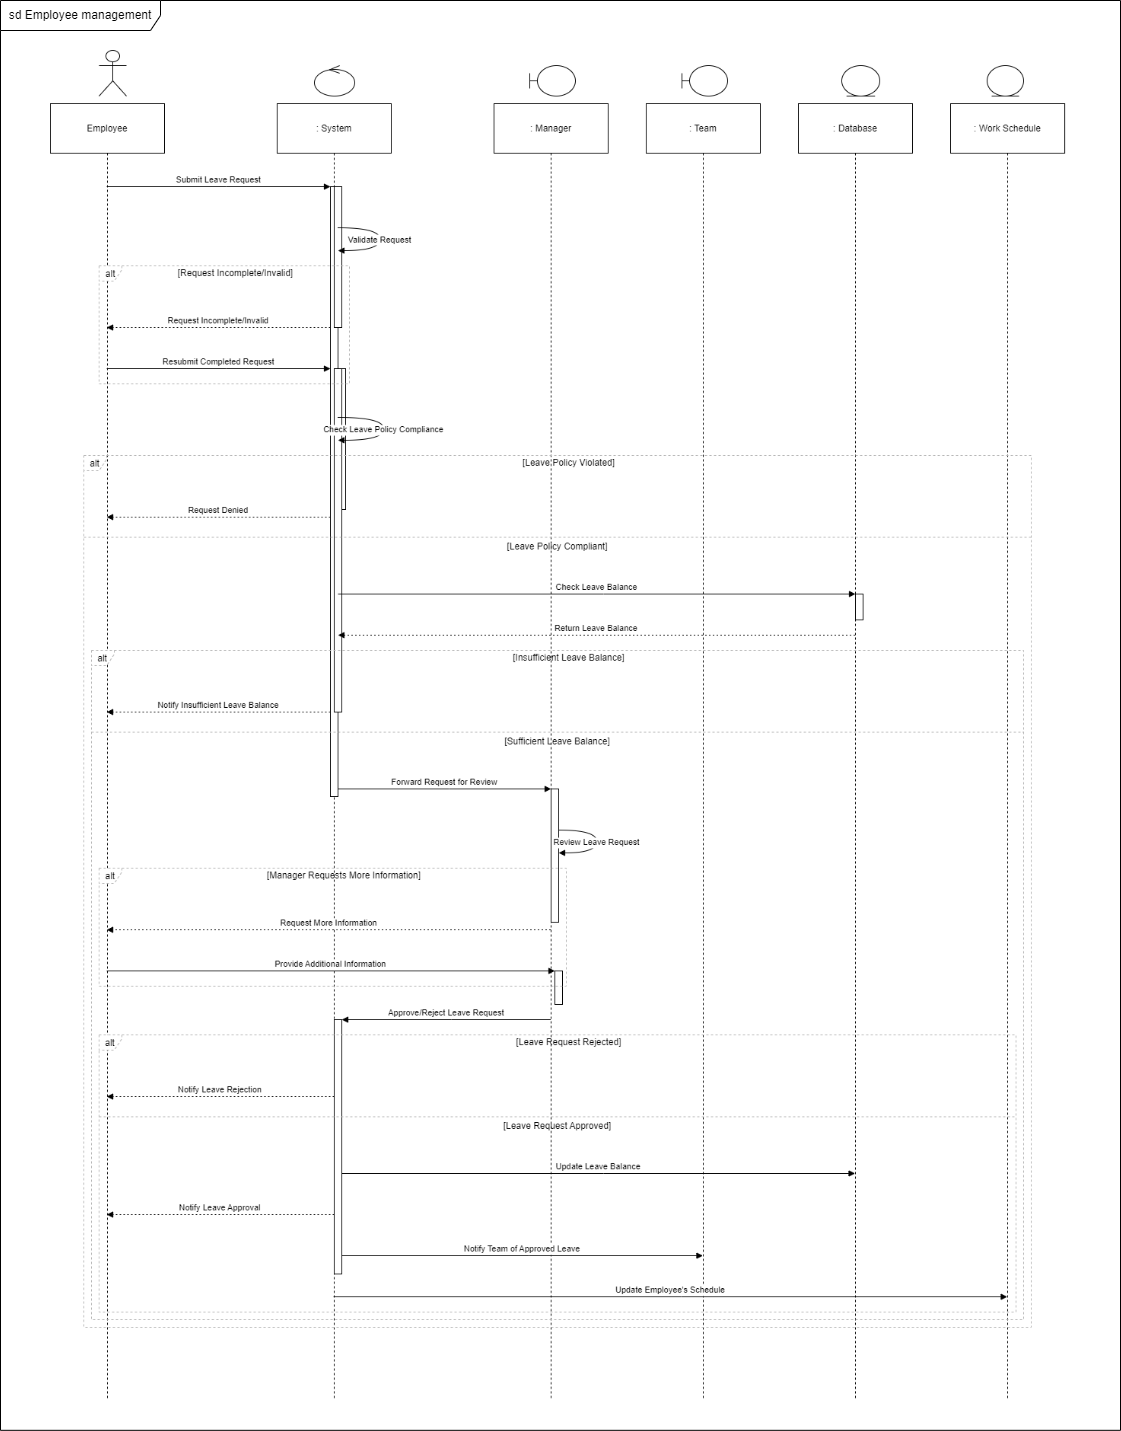 sd Employee management
Employee
: System
: Manager
: Team
: Database
: Work Schedule
Submit Leave Request
Validate Request
alt
[Request Incomplete/Invalid]
Request Incomplete/Invalid
Resubmit Completed Request
Check Leave Policy Compliance
alt
[Leave Policy Violated]
Request Denied
[Leave Policy Compliant]
Check Leave Balance
Return Leave Balance
alt
[Insufficient Leave Balance]
Notify Insufficient Leave Balance
[Sufficient Leave Balance]
Forward Request for Review
Review Leave Request
alt
[Manager Requests More Information]
Request More Information
Provide Additional Information
Approve/Reject Leave Request
alt
[Leave Request Rejected]
Notify Leave Rejection
[Leave Request Approved]
Update Leave Balance
Notify Leave Approval
Notify Team of Approved Leave
Update Employee's Schedule